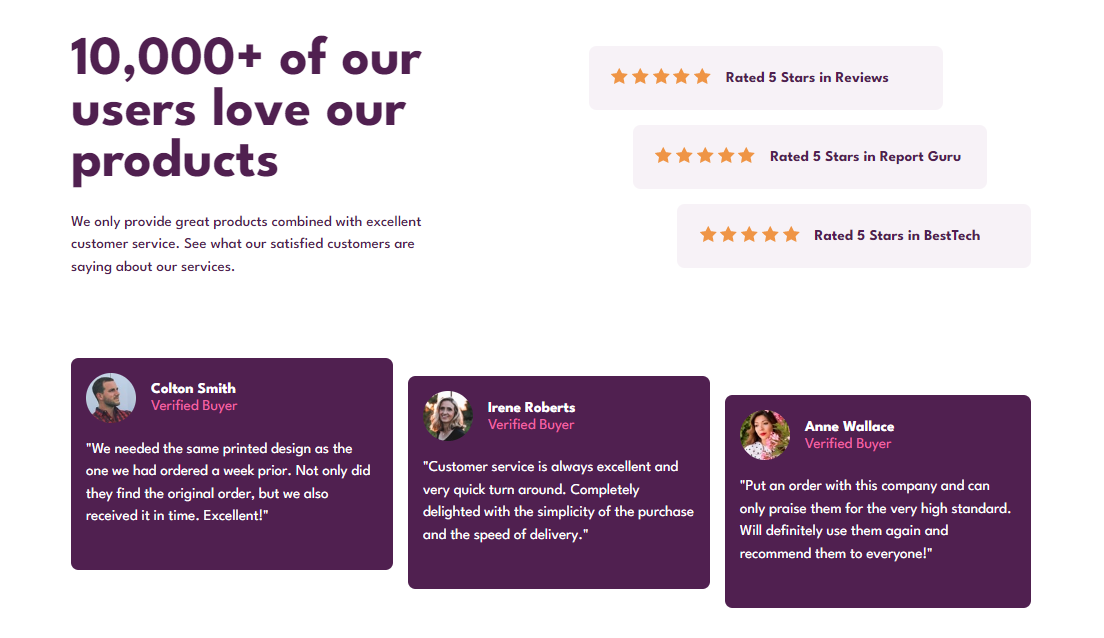 10,000+ of our
users love our
products
We only provide great products combined with excellent
customer service. See what our satisfied customers are
saying about our services.
Rated 5 Stars in Reviews
Rated 5 Stars in Report Guru
Rated 5 Stars in BestTech
Colton Smith
Verified Buyer
"We needed the same printed design as the
one we had ordered a week prior. Not only did
they find the original order, but we also
received it in time. Excellent!"
Irene Roberts
Verified Buyer
"Customer service is always excellent and
very quick turn around. Completely
delighted with the simplicity of the purchase
and the speed of delivery."
Anne Wallace
Verified Buyer
"Put an order with this company and can
only praise them for the very high standard.
Will definitely use them again and
recommend them to everyone!"